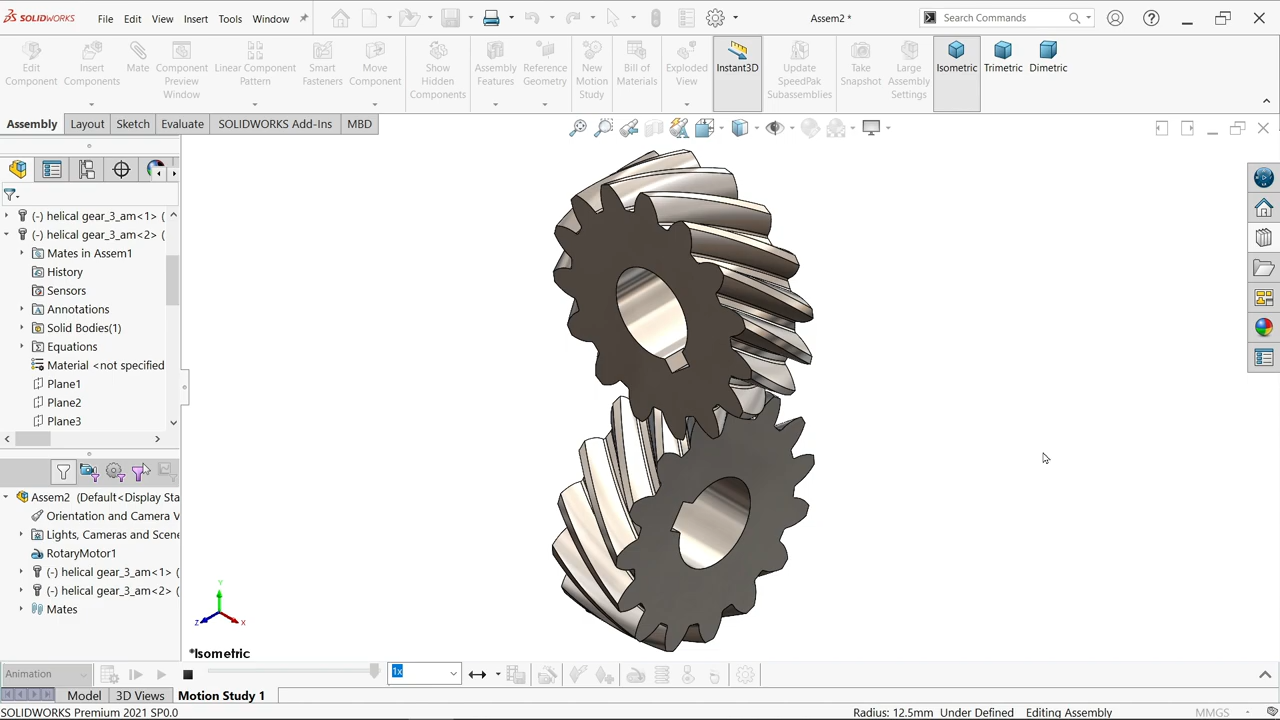 SOLIDWORKS File Edit View Insert Tools Window Assem2 * Search Commands
Edit Component
Insert Components
Mate
Component Preview Window
Linear Component Pattern
Smart Fasteners
Move Component
Show Hidden Components
Assembly Features
Reference Geometry
New Motion Study
Bill of Materials
Exploded View
Instant3D
Update SpeedPak Subassemblies
Take Snapshot
Large Assembly Settings
Isometric
Trimetric
Dimetric
Assembly Layout Sketch Evaluate SOLIDWORKS Add-Ins MBD
(-) helical gear_3_am<1> (
(-) helical gear_3_am<2> (
Mates in Assem1
History
Sensors
Annotations
Solid Bodies(1)
Equations
Material <not specified
Plane1
Plane2
Plane3
Assem2 (Default<Display Sta
Orientation and Camera V
Lights, Cameras and Scene
RotaryMotor1
(-) helical gear_3_am<1> (
(-) helical gear_3_am<2> (
Mates
Y
Z X
*Isometric
Animation 1x
Model 3D Views Motion Study 1
SOLIDWORKS Premium 2021 SP0.0 Radius: 12.5mm Under Defined Editing Assembly MMGS